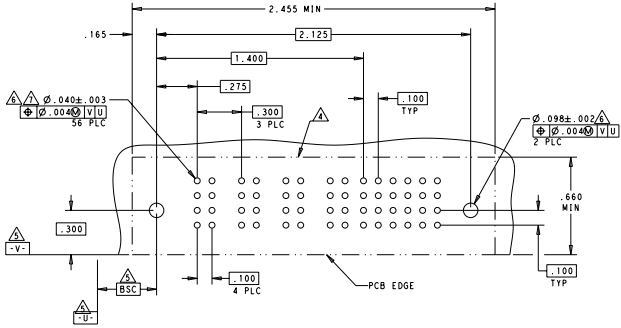 2.455 MIN
.165
2.125
1.400
.275
.100
TYP
6 7 Ø.040±.003
⌖ Ø.004Ⓜ V U
56 PLC
.300
3 PLC
4
Ø.098±.002 6
⌖ Ø.004Ⓜ V U
2 PLC
.660
MIN
5
-V-
.300
5
BSC
.100
4 PLC
PCB EDGE
.100
TYP
5
-U-